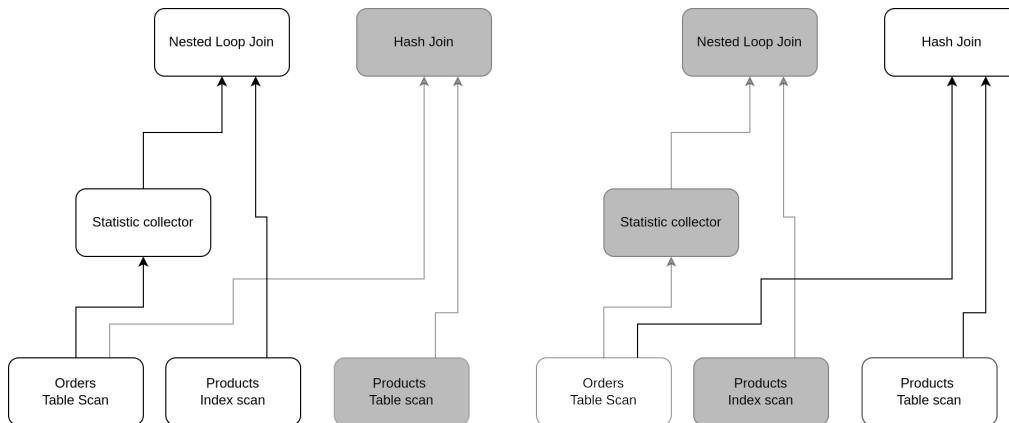 Nested Loop Join
Hash Join
Nested Loop Join
Hash Join
Statistic collector
Statistic collector
Orders
Table Scan
Products
Index scan
Products
Table scan
Orders
Table Scan
Products
Index scan
Products
Table scan